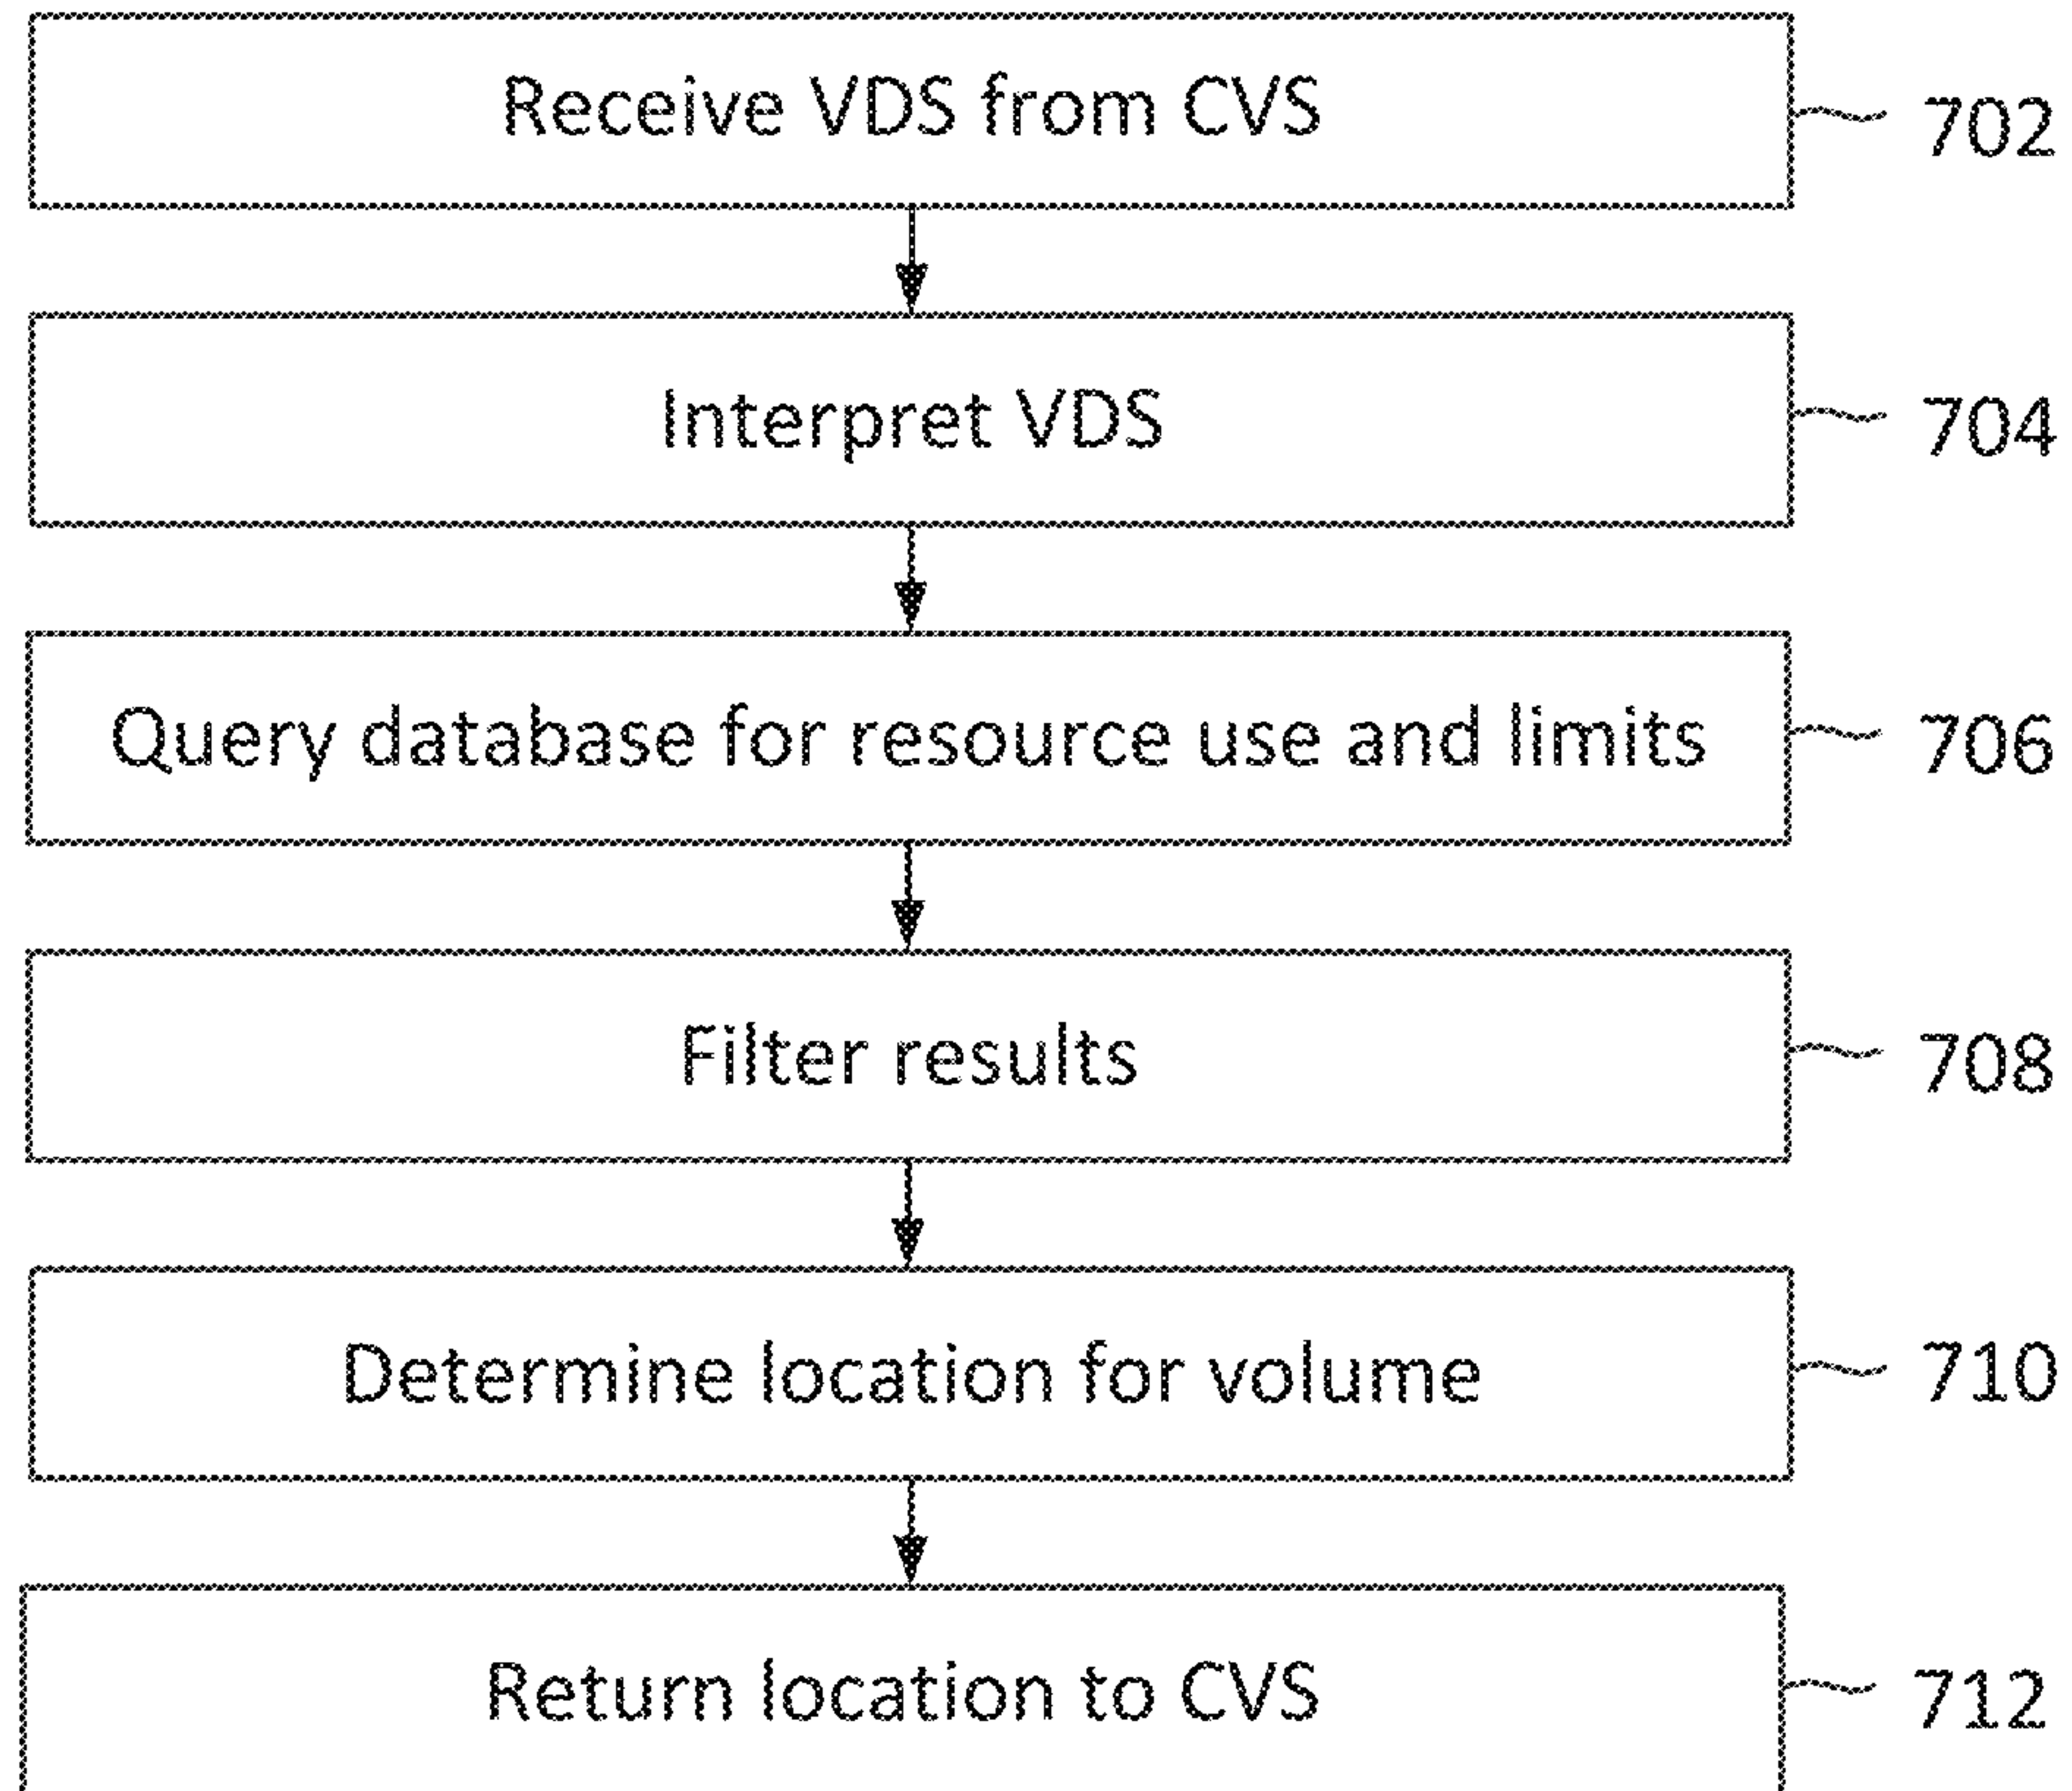 Receive VDS from CVS 702
Interpret VDS 704
Query database for resource use and limits 706
Filter results 708
Determine location for volume 710
Return location to CVS 712